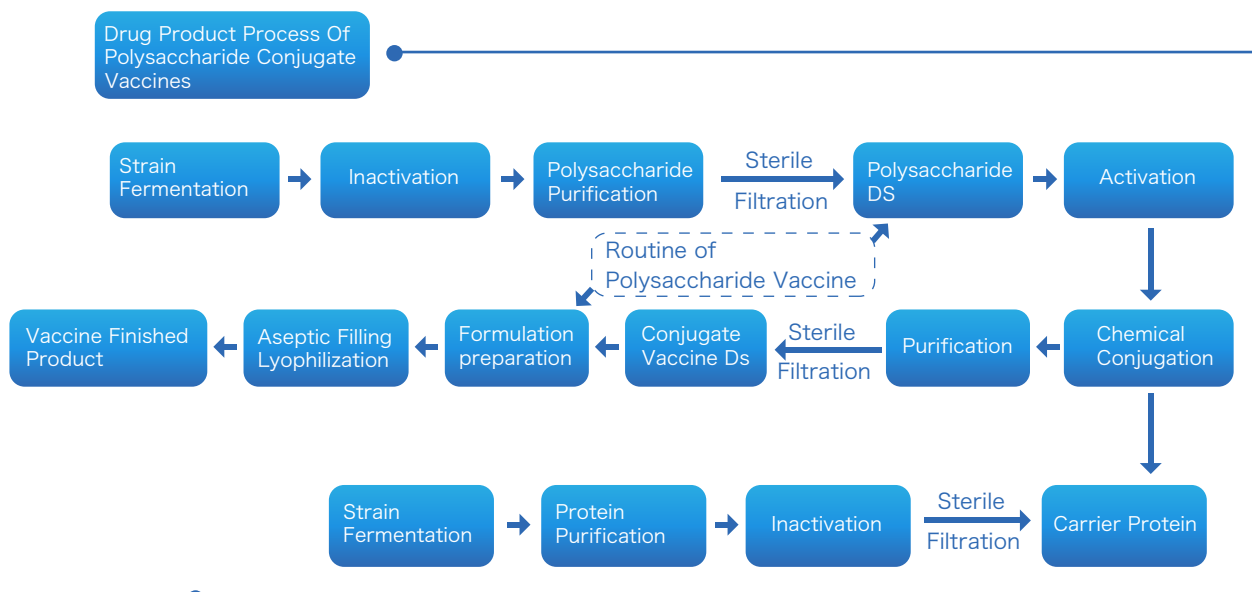 Drug Product Process Of
Polysaccharide Conjugate
Vaccines
Strain
Fermentation
Inactivation
Polysaccharide
Purification
Sterile
Filtration
Polysaccharide
DS
Activation
Routine of
Polysaccharide Vaccine
Vaccine Finished
Product
Aseptic Filling
Lyophilization
Formulation
preparation
Conjugate
Vaccine Ds
Sterile
Filtration
Purification
Chemical
Conjugation
Strain
Fermentation
Protein
Purification
Inactivation
Sterile
Filtration
Carrier Protein